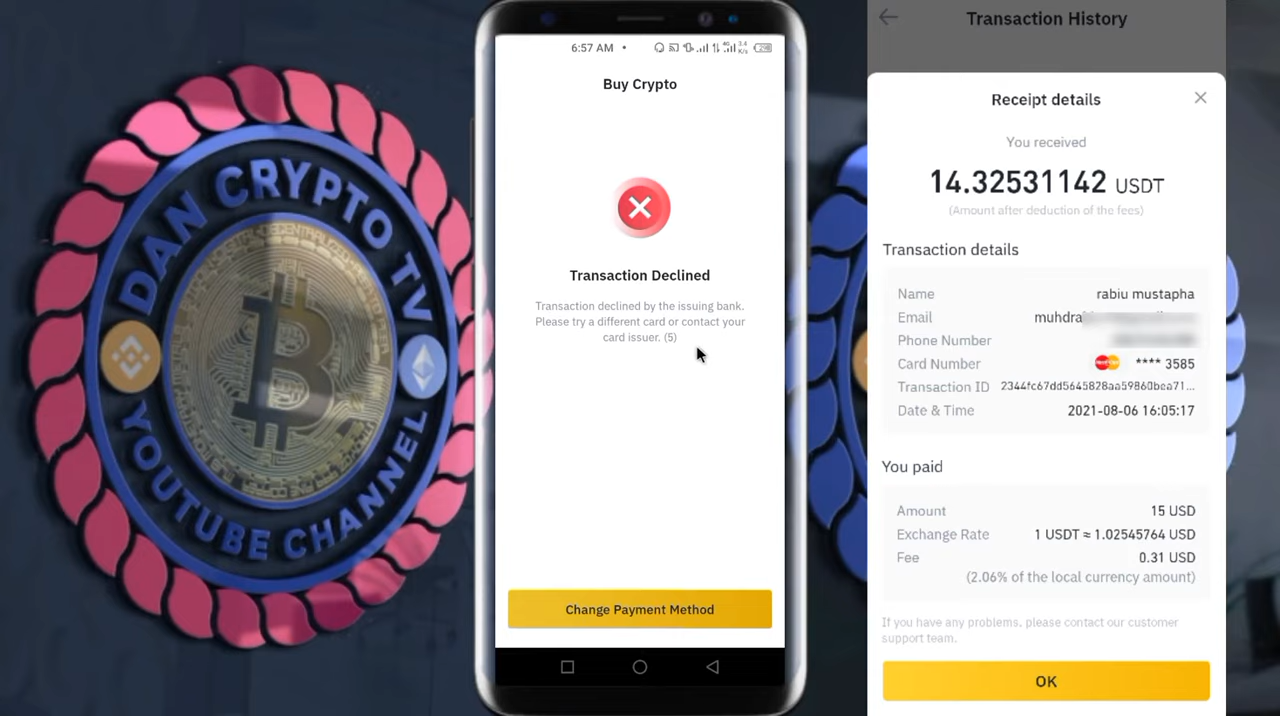 DAN CRYPTO TV
YOUTUBE CHANNEL
6:57 AM
Buy Crypto
Transaction Declined
Transaction declined by the issuing bank.
Please try a different card or contact your
card issuer. (5)
Change Payment Method
Transaction History
Receipt details
You received
14.32531142 USDT
(Amount after deduction of the fees)
Transaction details
Name rabiu mustapha
Email muhdra
Phone Number
Card Number **** 3585
Transaction ID 2344fc67dd5645828aa59860bea71...
Date & Time 2021-08-06 16:05:17
You paid
Amount 15 USD
Exchange Rate 1 USDT ≈ 1.02545764 USD
Fee 0.31 USD
(2.06% of the local currency amount)
If you have any problems, please contact our customer
support team.
OK